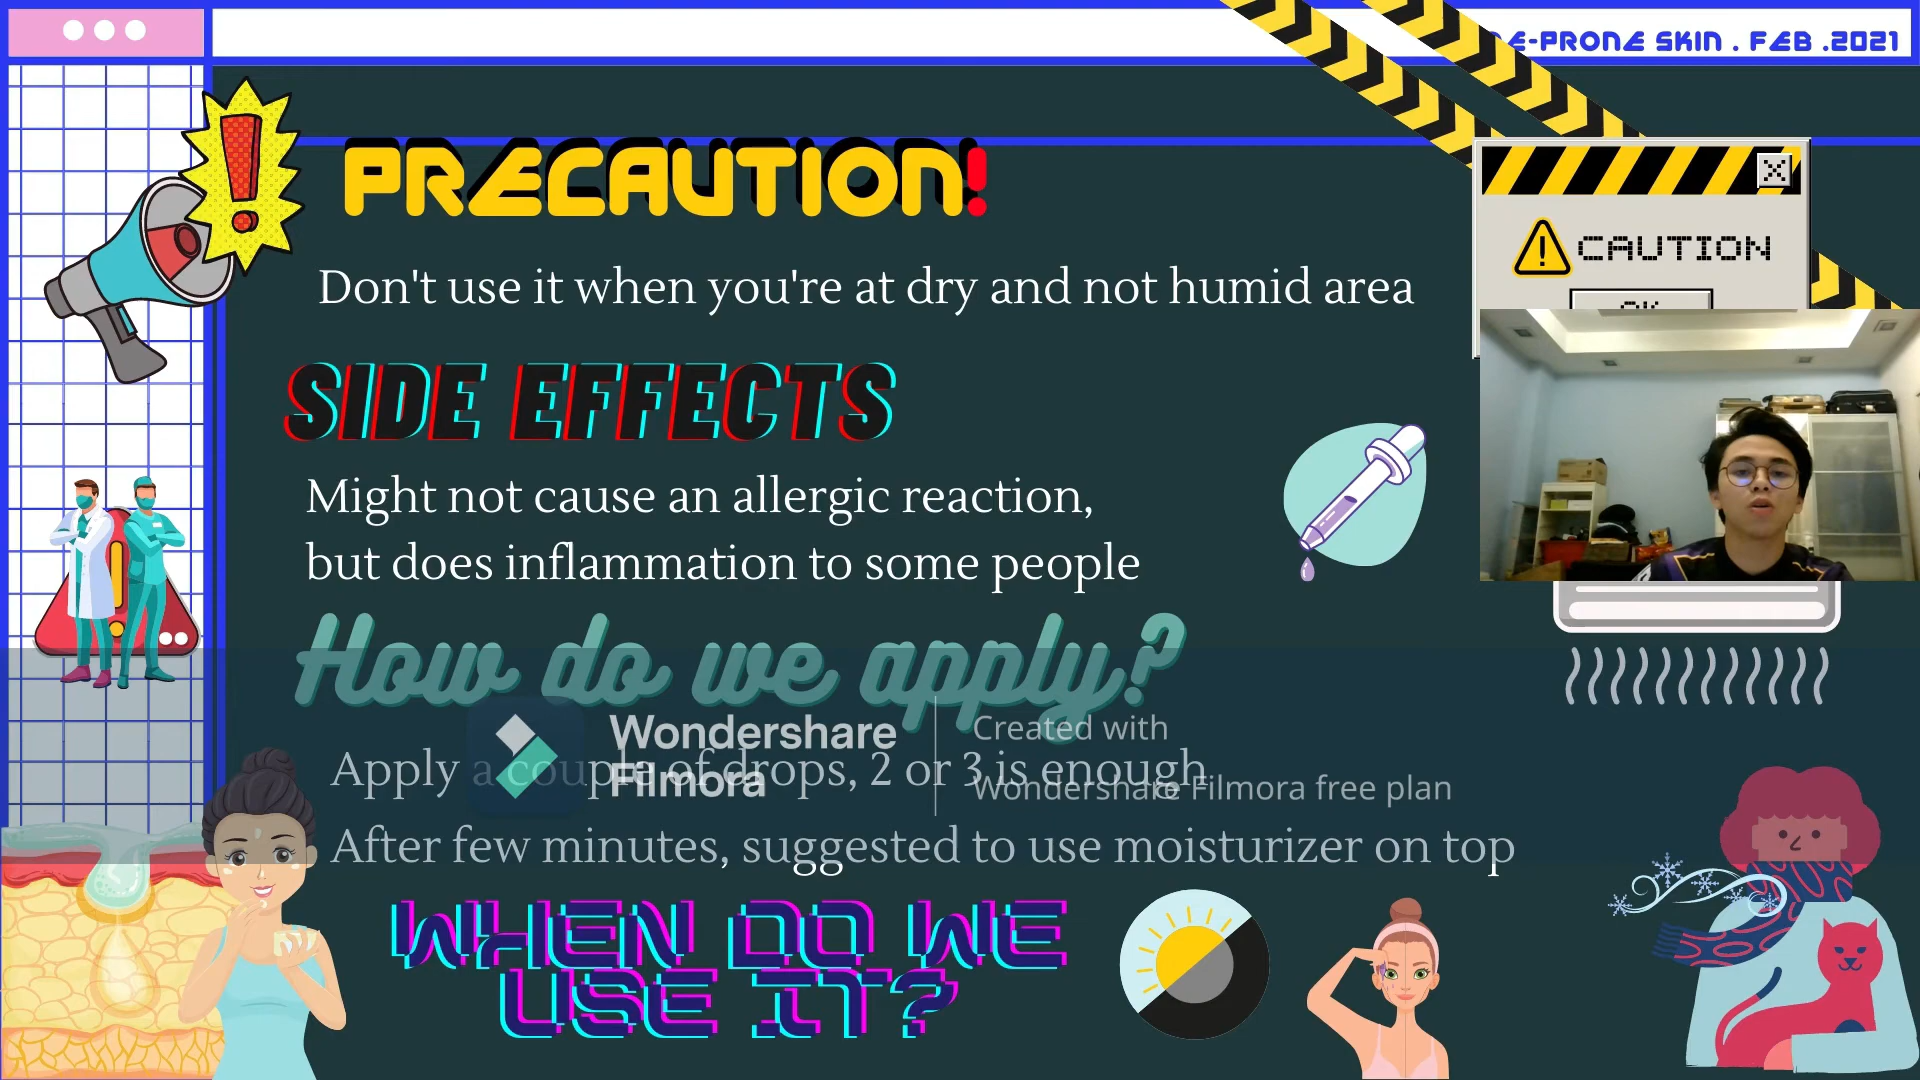 -PRONE SKIN . FEB .2021
PRECAUTION!
CAUTION
Don't use it when you're at dry and not humid area
SIDE EFFECTS
Might not cause an allergic reaction,
but does inflammation to some people
How do we apply?
Wondershare
Filmora
Created with
Wondershare Filmora free plan
Apply a couple of drops, 2 or 3 is enough
After few minutes, suggested to use moisturizer on top
WHEN DO WE
USE IT?